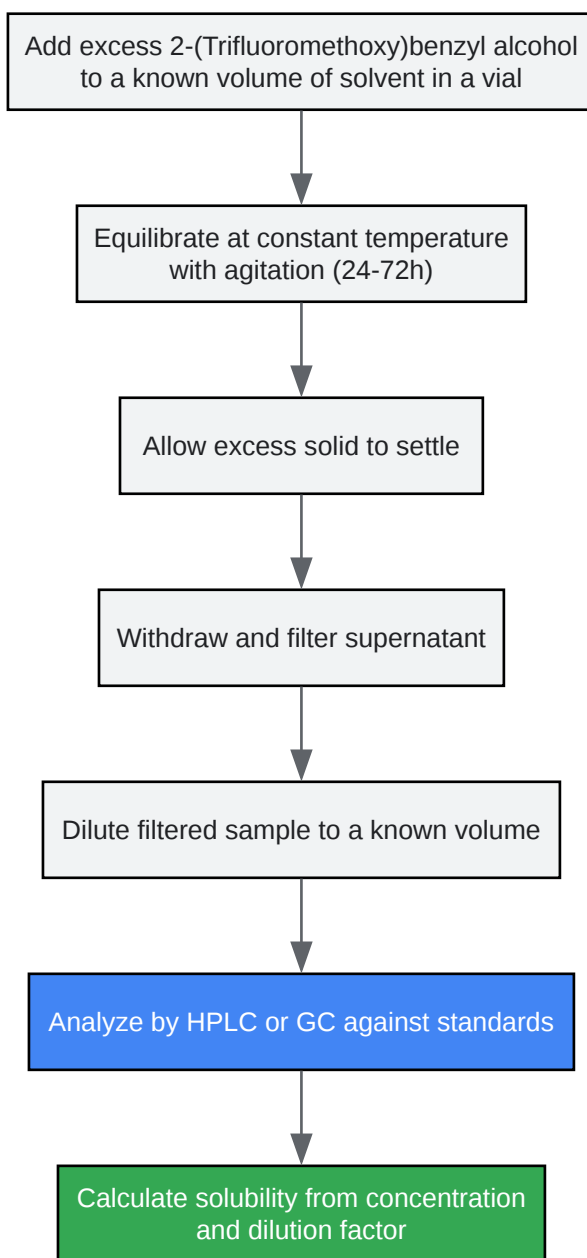 Add excess 2-(Trifluoromethoxy)benzyl alcohol
to a known volume of solvent in a vial
Equilibrate at constant temperature
with agitation (24-72h)
Allow excess solid to settle
Withdraw and filter supernatant
Dilute filtered sample to a known volume
Analyze by HPLC or GC against standards
Calculate solubility from concentration
and dilution factor